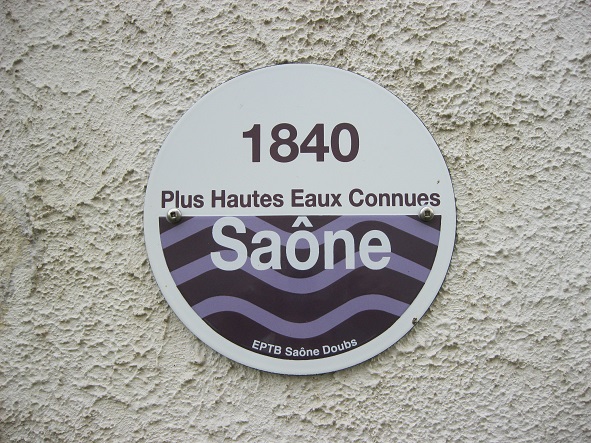 1840
Plus Hautes Eaux Connues
Saône
EPTB Saône Doubs